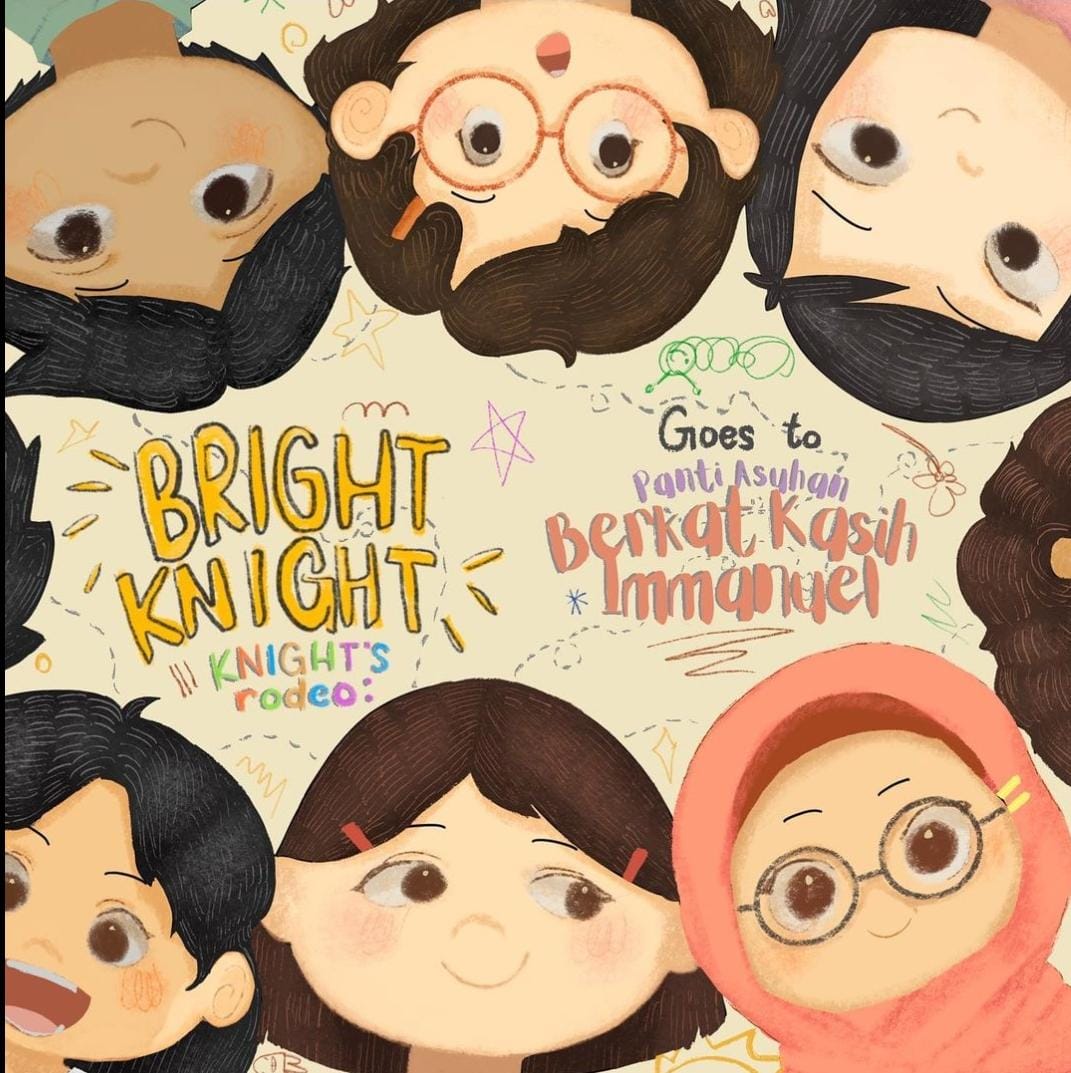 BRIGHT
KNIGHT
KNIGHT'S
rodeo:
Goes to
Panti Asuhan
Berkat Kasih
Immanuel